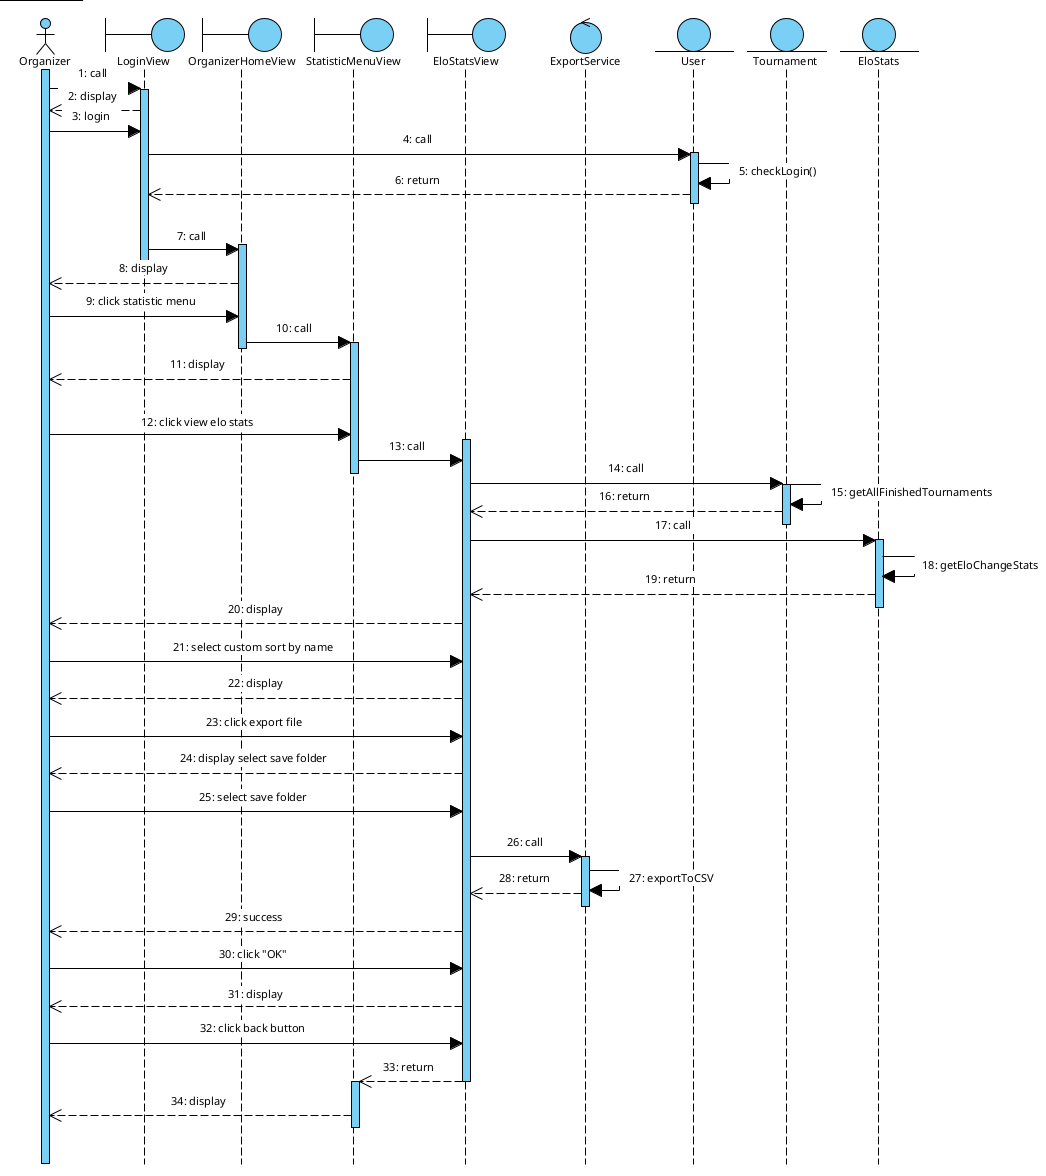 Organizer
LoginView
OrganizerHomeView
StatisticMenuView
EloStatsView
ExportService
User
Tournament
EloStats
1: call
2: display
3: login
4: call
5: checkLogin()
6: return
7: call
8: display
9: click statistic menu
10: call
11: display
12: click view elo stats
13: call
14: call
15: getAllFinishedTournaments
16: return
17: call
18: getEloChangeStats
19: return
20: display
21: select custom sort by name
22: display
23: click export file
24: display select save folder
25: select save folder
26: call
27: exportToCSV
28: return
29: success
30: click "OK"
31: display
32: click back button
33: return
34: display